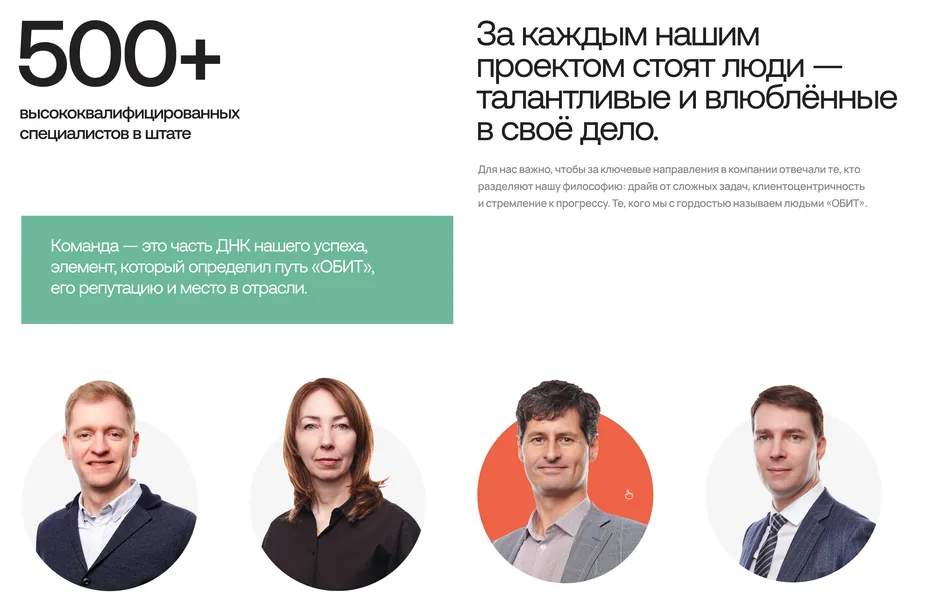 500+
высококвалифицированных
специалистов в штате
За каждым нашим
проектом стоят люди —
талантливые и влюблённые
в своё дело.
Для нас важно, чтобы за ключевые направления в компании отвечали те, кто
разделяют нашу философию: драйв от сложных задач, клиентоцентричность
и стремление к прогрессу. Те, кого мы с гордостью называем людьми «ОБИТ».
Команда — это часть ДНК нашего успеха,
элемент, который определил путь «ОБИТ»,
его репутацию и место в отрасли.